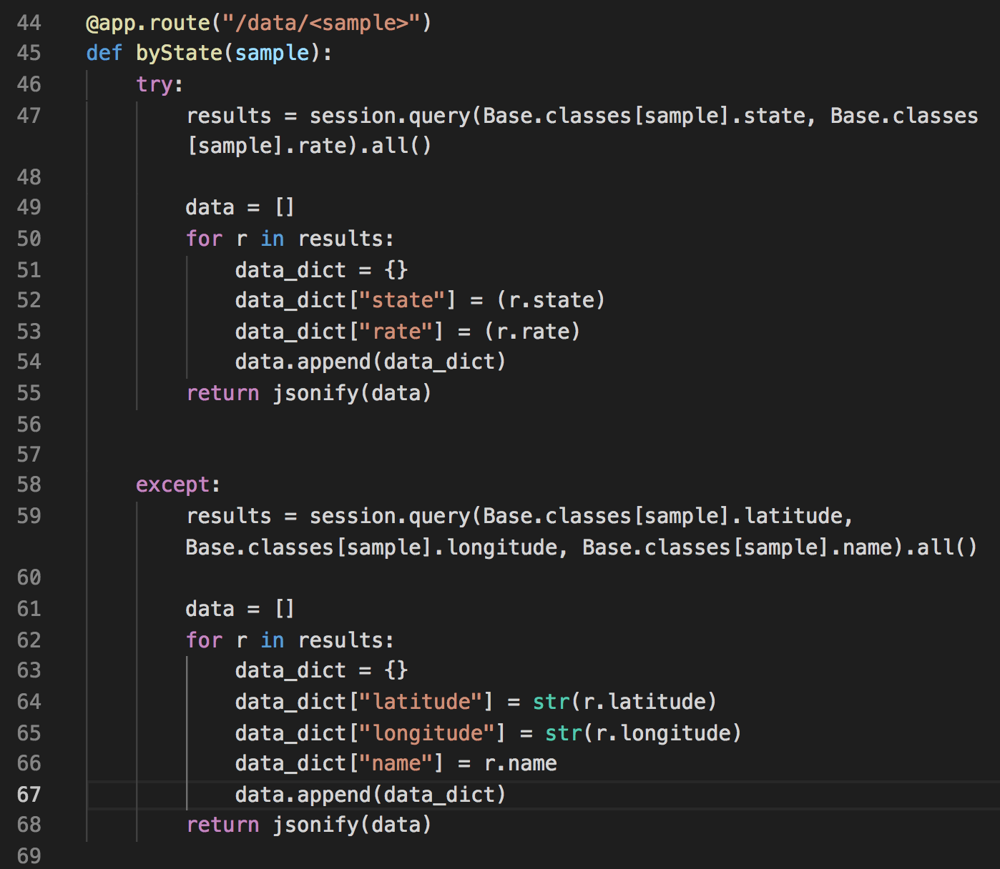 44 @app.route("/data/<sample>")
45 def byState(sample):
46     try:
47         results = session.query(Base.classes[sample].state, Base.classes
        [sample].rate).all()
48
49         data = []
50         for r in results:
51             data_dict = {}
52             data_dict["state"] = (r.state)
53             data_dict["rate"] = (r.rate)
54             data.append(data_dict)
55         return jsonify(data)
56
57
58     except:
59         results = session.query(Base.classes[sample].latitude,
        Base.classes[sample].longitude, Base.classes[sample].name).all()
60
61         data = []
62         for r in results:
63             data_dict = {}
64             data_dict["latitude"] = str(r.latitude)
65             data_dict["longitude"] = str(r.longitude)
66             data_dict["name"] = r.name
67             data.append(data_dict)
68         return jsonify(data)
69